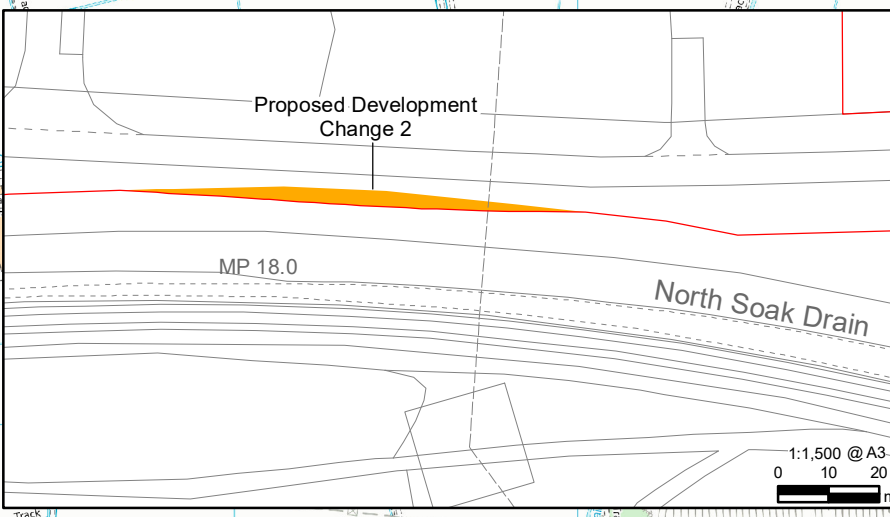 Proposed Development
Change 2
MP 18.0
North Soak Drain
1:1,500 @ A3
0 10 20
Track